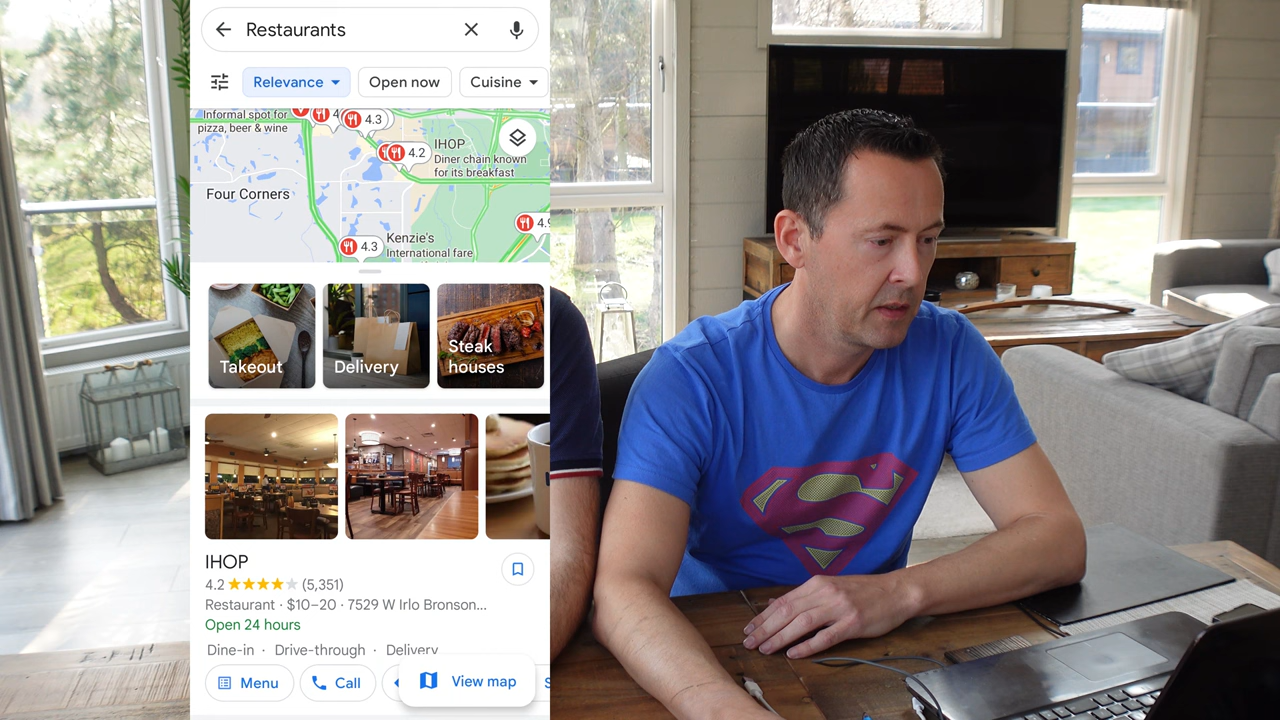 Restaurants
Relevance
Open now
Cuisine
Informal spot for
pizza, beer & wine
4.3
IHOP
4.2
Diner chain known
for its breakfast
Four Corners
4.9
Kenzie's
4.3
International fare
Takeout
Delivery
Steak
houses
IHOP
4.2 (5,351)
Restaurant · $10–20 · 7529 W Irlo Bronson...
Open 24 hours
Dine-in · Drive-through · Delivery
Menu
Call
View map